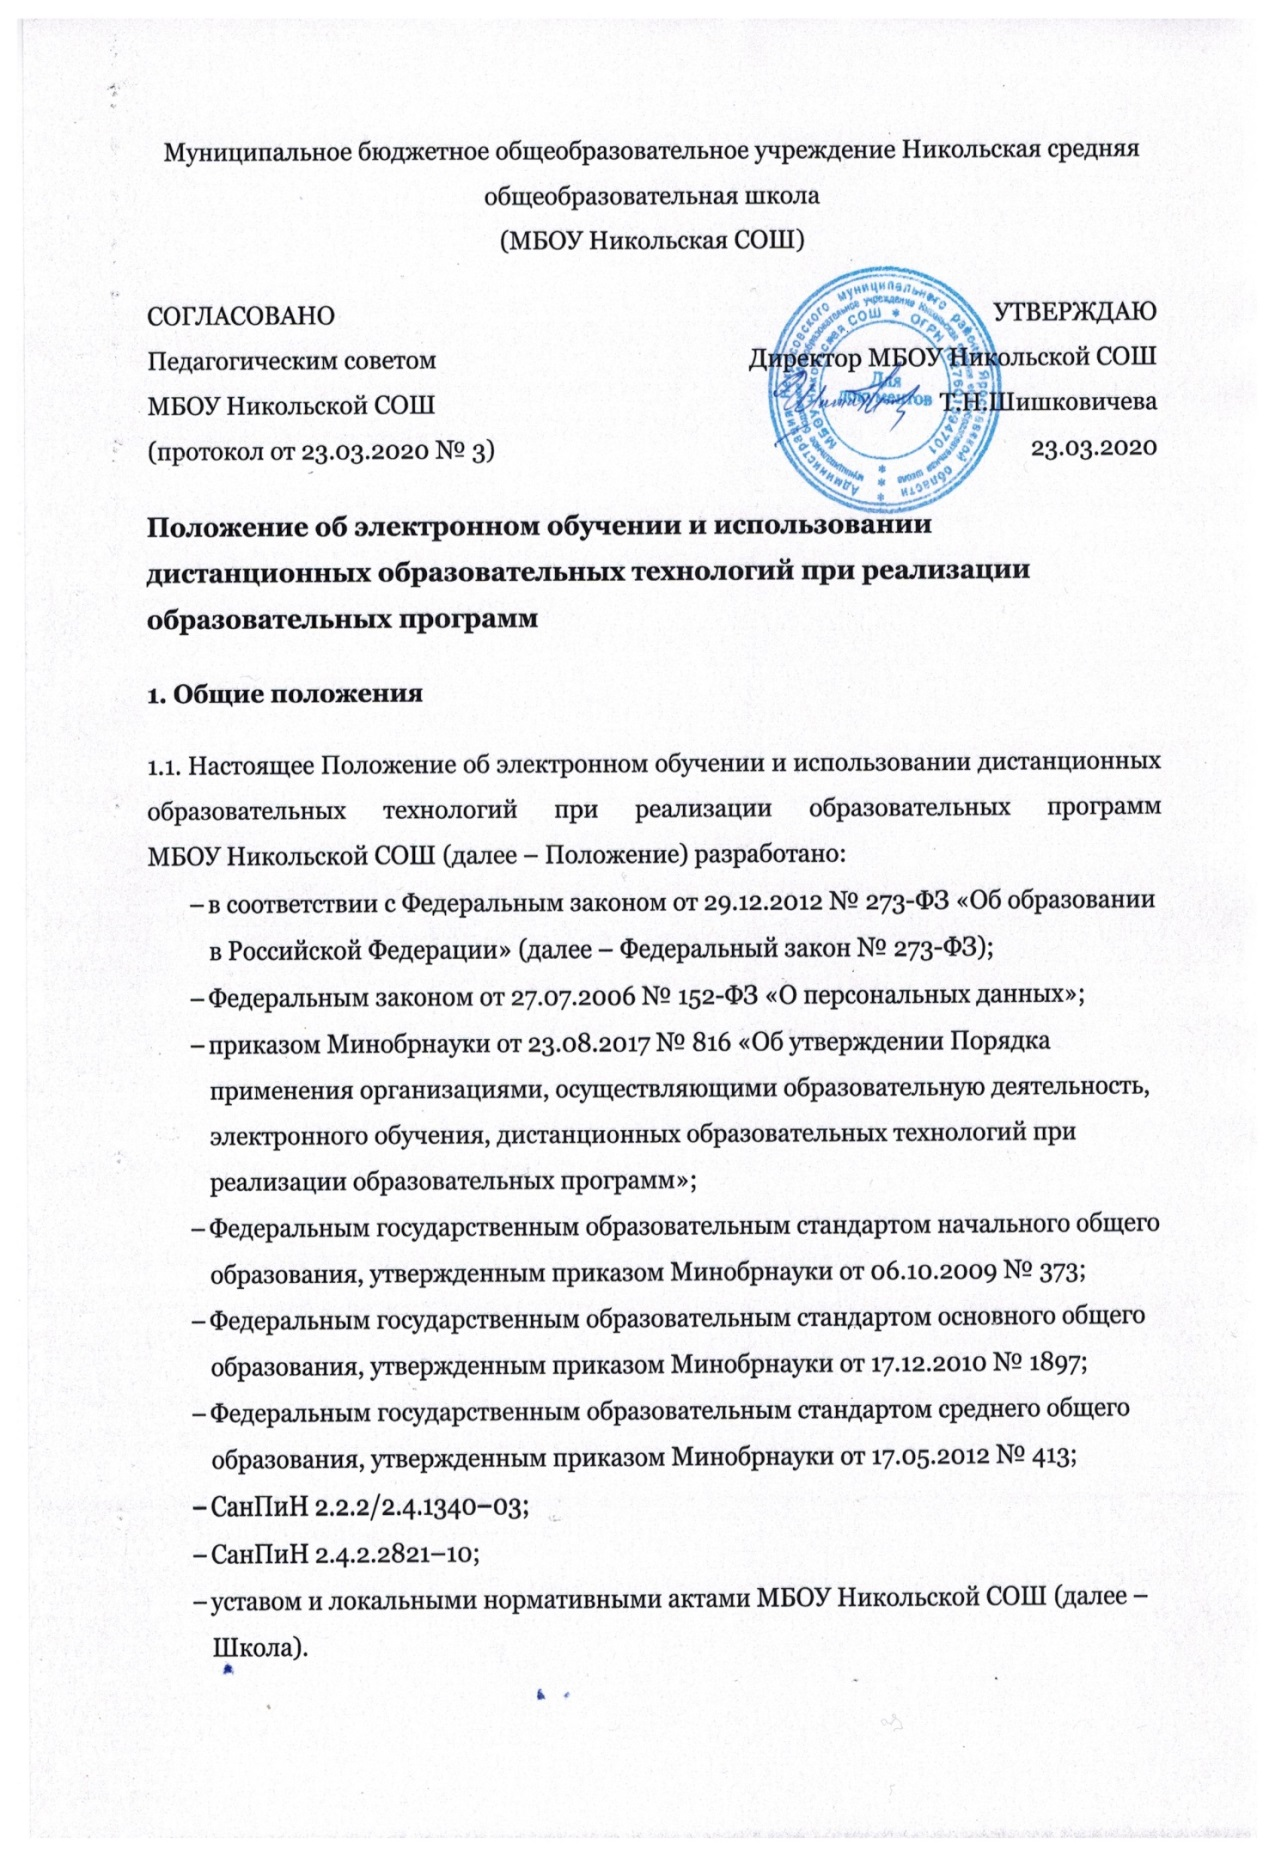 Муниципальное бюджетное общеобразовательное учреждение Никольская средняя
общеобразовательная школа
(МБОУ Никольская СОШ)
СОГЛАСОВАНО
Педагогическим советом
МБОУ Никольской СОШ
(протокол от 23.03.2020 № 3)
УТВЕРЖДАЮ
Директор МБОУ Никольской СОШ
Т.Н.Шишковичева
23.03.2020
Для
документов
Положение об электронном обучении и использовании
дистанционных образовательных технологий при реализации
образовательных программ
1. Общие положения
1.1. Настоящее Положение об электронном обучении и использовании дистанционных
образовательных технологий при реализации образовательных программ
МБОУ Никольской СОШ (далее – Положение) разработано:
– в соответствии с Федеральным законом от 29.12.2012 № 273-ФЗ «Об образовании
в Российской Федерации» (далее – Федеральный закон № 273-ФЗ);
– Федеральным законом от 27.07.2006 № 152-ФЗ «О персональных данных»;
– приказом Минобрнауки от 23.08.2017 № 816 «Об утверждении Порядка
применения организациями, осуществляющими образовательную деятельность,
электронного обучения, дистанционных образовательных технологий при
реализации образовательных программ»;
– Федеральным государственным образовательным стандартом начального общего
образования, утвержденным приказом Минобрнауки от 06.10.2009 № 373;
– Федеральным государственным образовательным стандартом основного общего
образования, утвержденным приказом Минобрнауки от 17.12.2010 № 1897;
– Федеральным государственным образовательным стандартом среднего общего
образования, утвержденным приказом Минобрнауки от 17.05.2012 № 413;
– СанПиН 2.2.2/2.4.1340–03;
– СанПиН 2.4.2.2821–10;
– уставом и локальными нормативными актами МБОУ Никольской СОШ (далее –
Школа).